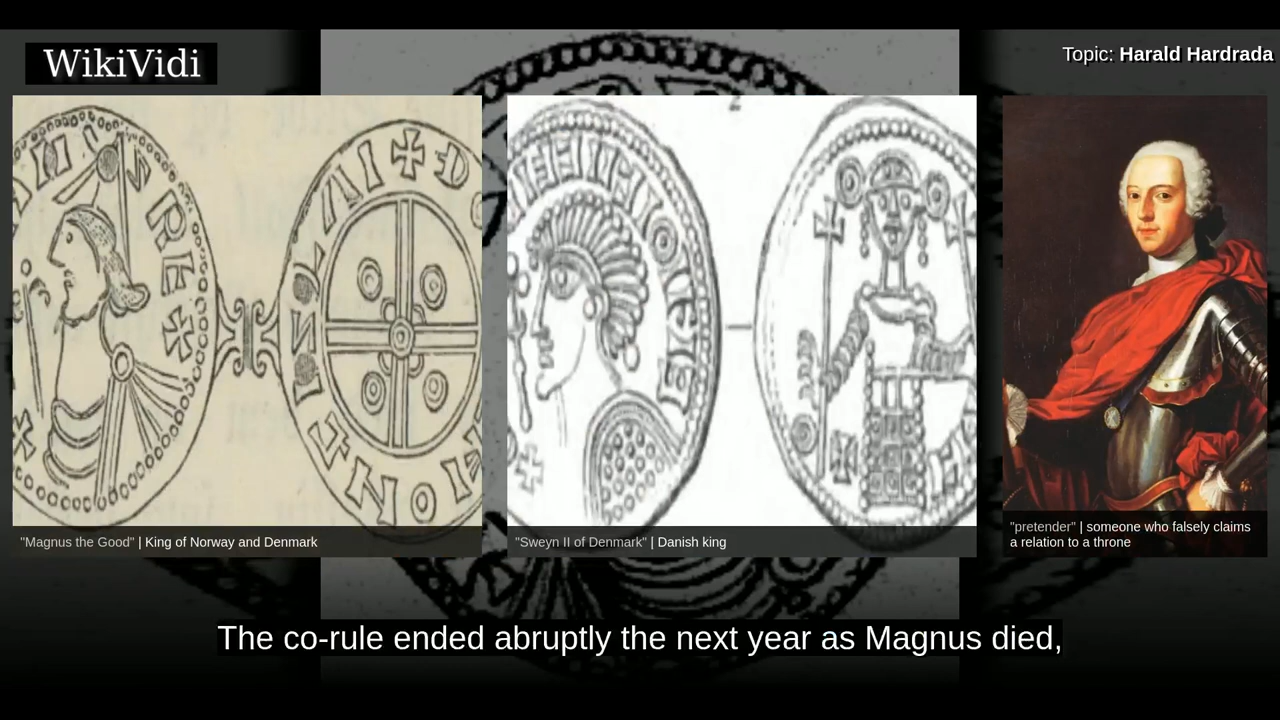 WikiVidi
Topic: Harald Hardrada
"Magnus the Good" | King of Norway and Denmark
"Sweyn II of Denmark" | Danish king
"pretender" | someone who falsely claims
a relation to a throne
The co-rule ended abruptly the next year as Magnus died,